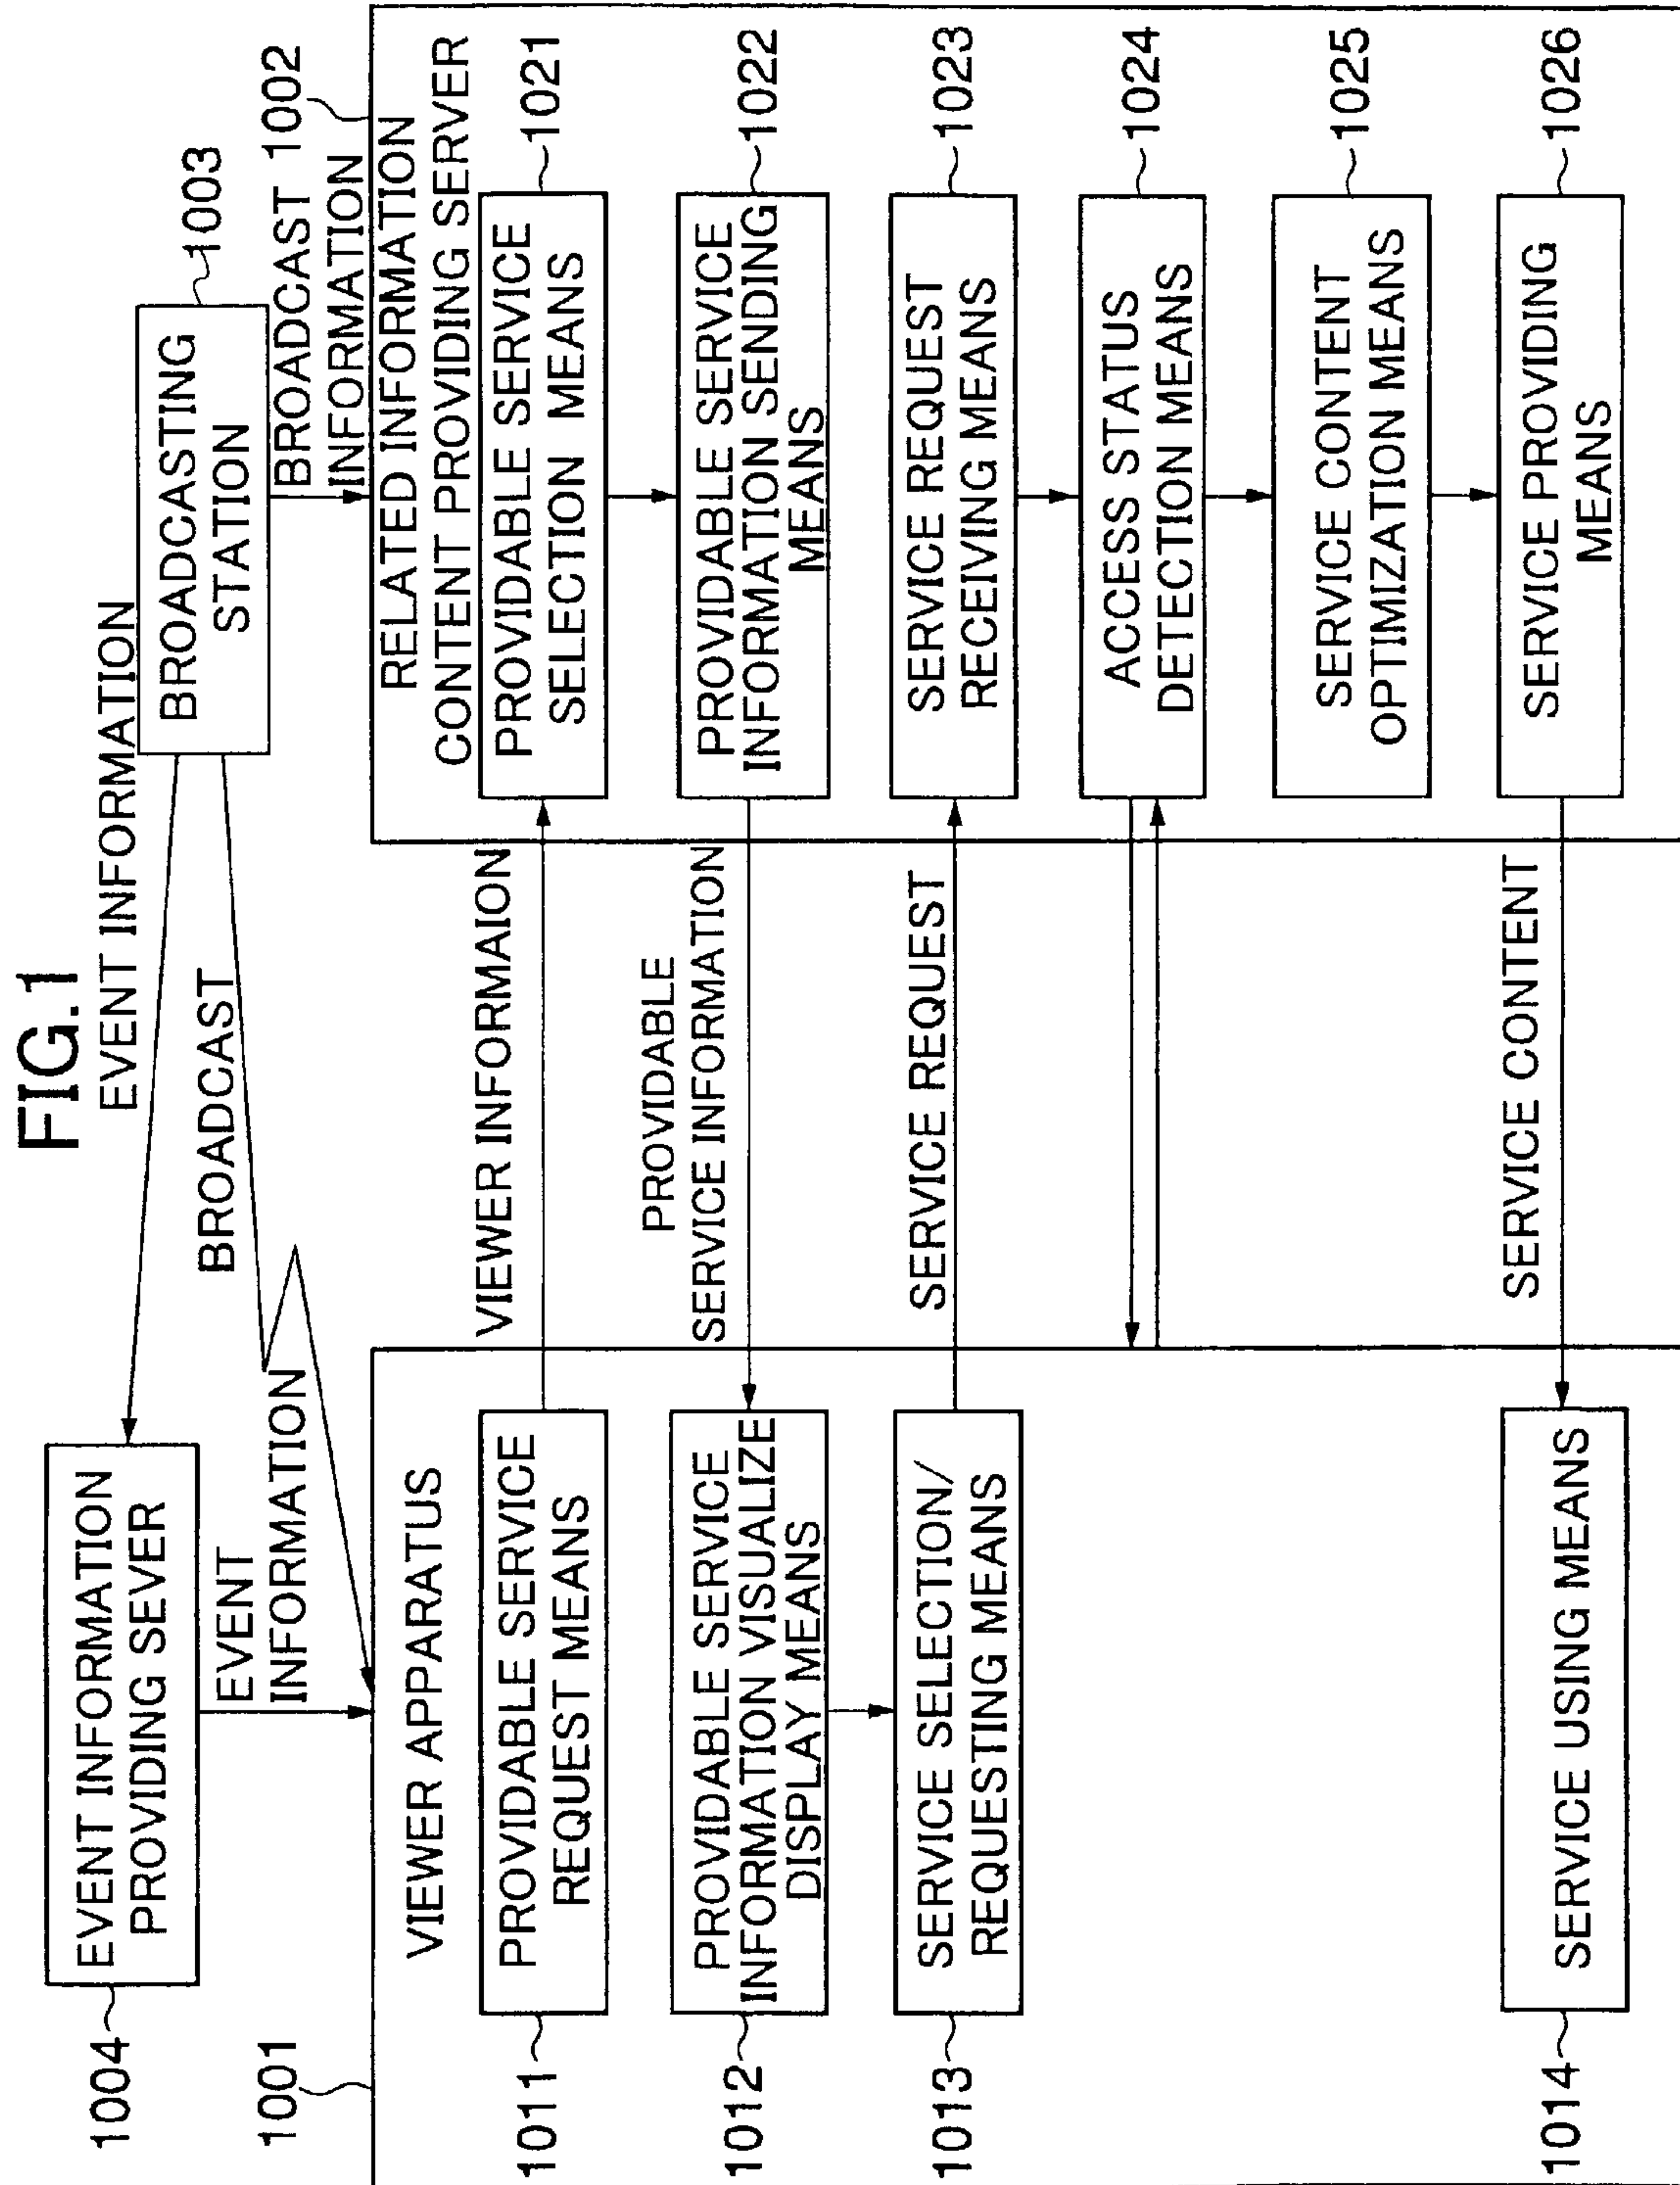 FIG.1
1004
EVENT INFORMATION
PROVIDING SEVER
EVENT INFORMATION
BROADCAST
BROADCASTING
STATION
1003
1001
EVENT
INFORMATION
BROADCAST
INFORMATION
1002
VIEWER APPARATUS
RELATED INFORMATION
CONTENT PROVIDING SERVER
1011
PROVIDABLE SERVICE
REQUEST MEANS
VIEWER INFORMAION
PROVIDABLE SERVICE
SELECTION MEANS
1021
1012
PROVIDABLE SERVICE
INFORMATION VISUALIZE
DISPLAY MEANS
PROVIDABLE
SERVICE INFORMATION
PROVIDABLE SERVICE
INFORMATION SENDING
MEANS
1022
1013
SERVICE SELECTION/
REQUESTING MEANS
SERVICE REQUEST
SERVICE REQUEST
RECEIVING MEANS
1023
ACCESS STATUS
DETECTION MEANS
1024
SERVICE CONTENT
OPTIMIZATION MEANS
1025
1014
SERVICE USING MEANS
SERVICE CONTENT
SERVICE PROVIDING
MEANS
1026